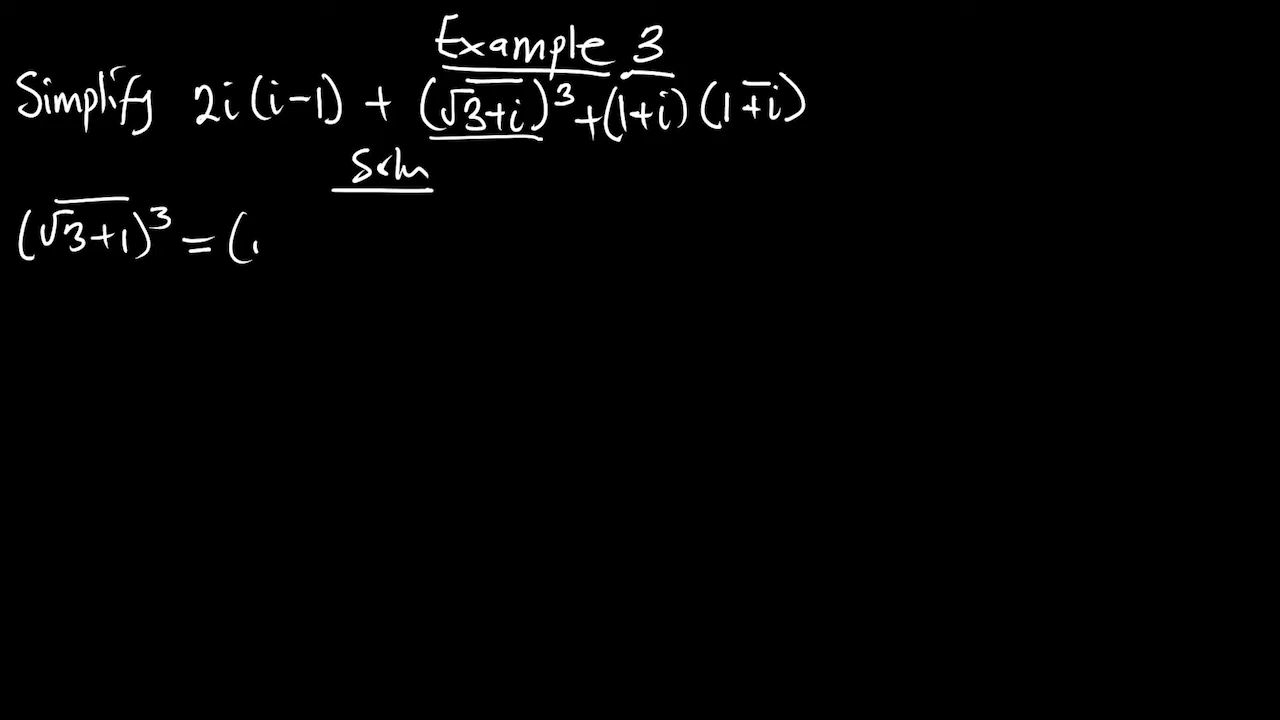 Example 3
Simplify 2i(i-1) + (√3+i)³ + (1+i)(1+i)
Soln
(√3+1)³ = (